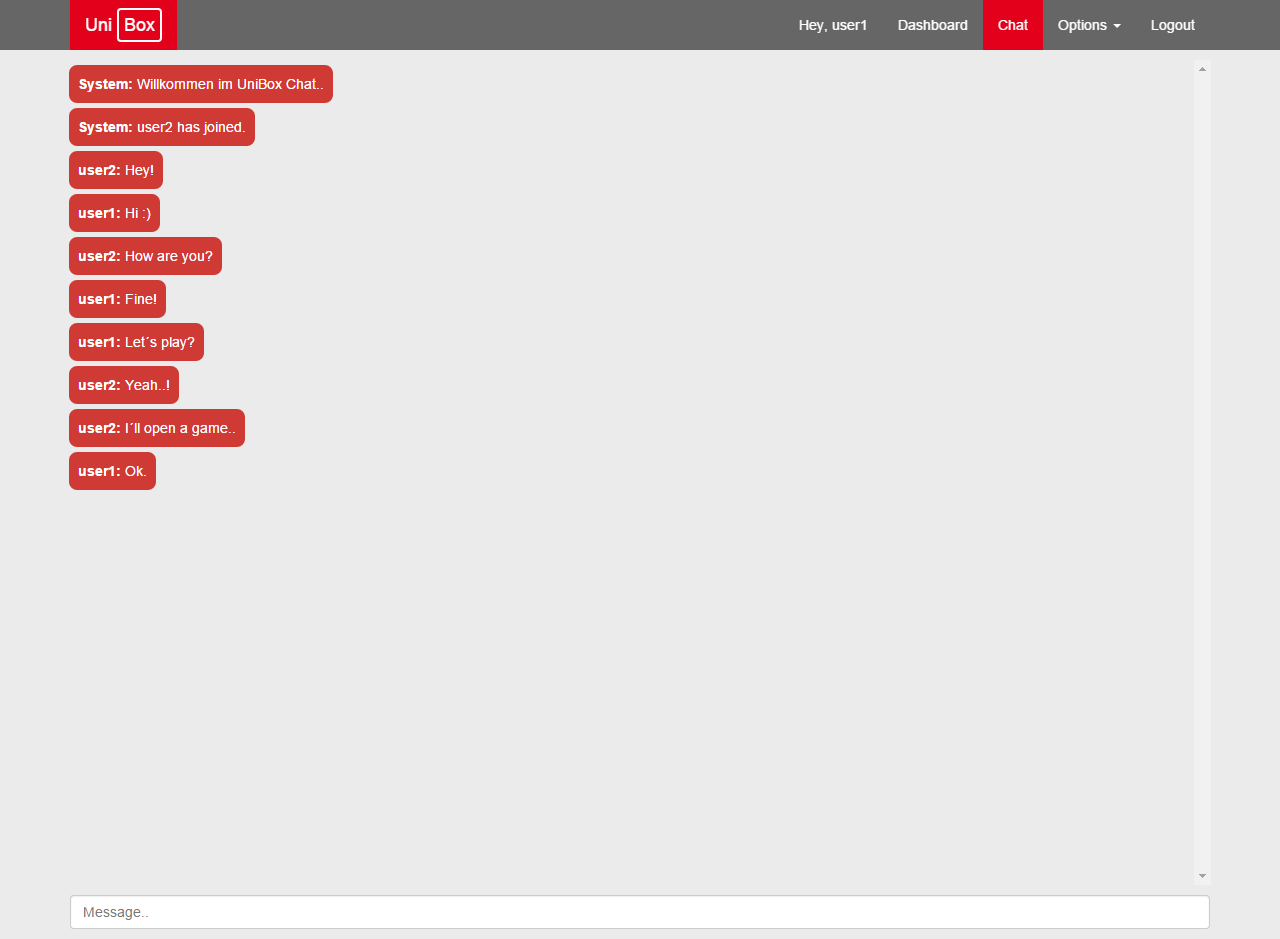 Uni Box Hey, user1 Dashboard Chat Options Logout
System: Willkommen im UniBox Chat..
System: user2 has joined.
user2: Hey!
user1: Hi :)
user2: How are you?
user1: Fine!
user1: Let´s play?
user2: Yeah..!
user2: I´ll open a game..
user1: Ok.
Message..